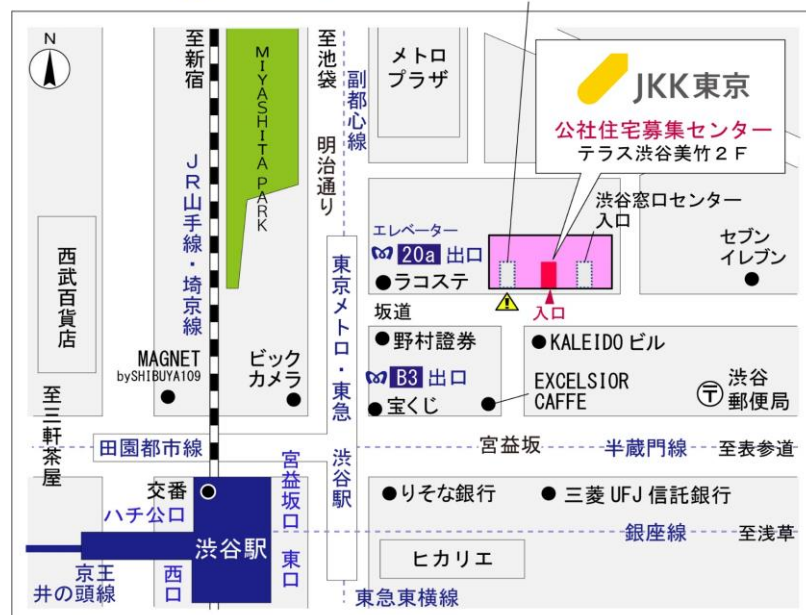 N
至新宿
MIYASHITA PARK
至池袋
明治通り
副都心線
メトロ
プラザ
JKK東京
公社住宅募集センター
テラス渋谷美竹2F
JR山手線・埼京線
西武百貨店
エレベーター
20a 出口
ラコステ
渋谷窓口センター
入口
セブン
イレブン
坂道
入口
東京メトロ・東急
渋谷駅
MAGNET
bySHIBUYA109
ビック
カメラ
野村證券
KALEIDO ビル
B3 出口
宝くじ
EXCELSIOR
CAFFE
〒
渋谷
郵便局
至三軒茶屋
田園都市線
宮益坂
半蔵門線
至表参道
交番
宮益坂口
りそな銀行
三菱 UFJ 信託銀行
ハチ公口
渋谷駅
銀座線
至浅草
京王
井の頭線
西口
東口
ヒカリエ
東急東横線